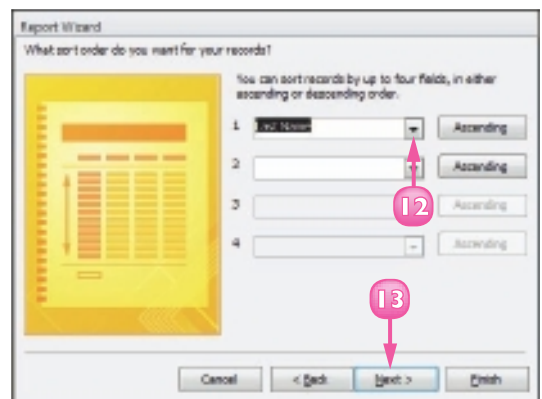 Report Wizard
What sort order do you want for your records?
You can sort records by up to four fields, in either
ascending or descending order.
1 Last Name Ascending
2 Ascending
3 Ascending
4 Ascending
12
13
Cancel < Back Next > Finish